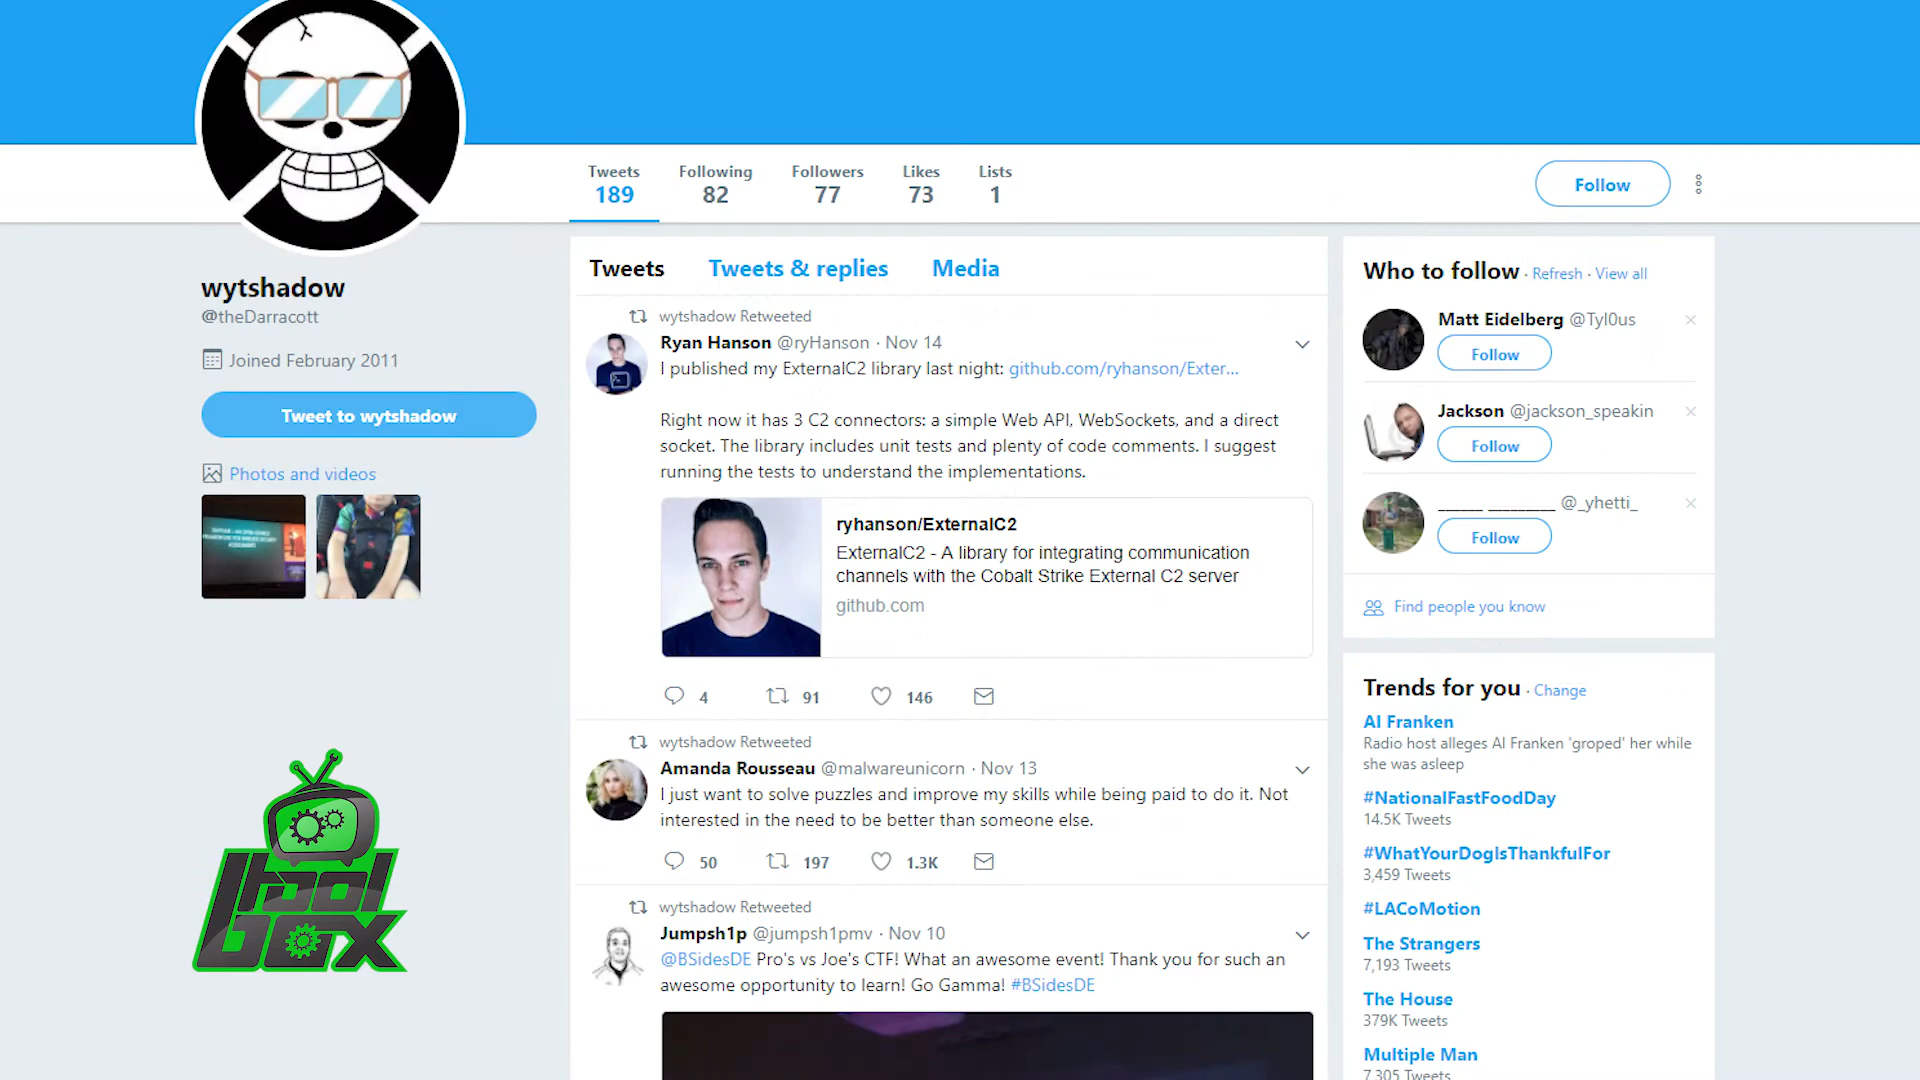 Tweets
189
Following
82
Followers
77
Likes
73
Lists
1
Follow
wytshadow
@theDarracott
Joined February 2011
Tweet to wytshadow
Photos and videos
Tweets
Tweets & replies
Media
wytshadow Retweeted
Ryan Hanson @ryHanson · Nov 14
I published my ExternalC2 library last night: github.com/ryhanson/Exter...
Right now it has 3 C2 connectors: a simple Web API, WebSockets, and a direct
socket. The library includes unit tests and plenty of code comments. I suggest
running the tests to understand the implementations.
ryhanson/ExternalC2
ExternalC2 - A library for integrating communication
channels with the Cobalt Strike External C2 server
github.com
4 91 146
wytshadow Retweeted
Amanda Rousseau @malwareunicorn · Nov 13
I just want to solve puzzles and improve my skills while being paid to do it. Not
interested in the need to be better than someone else.
50 197 1.3K
wytshadow Retweeted
Jumpsh1p @jumpsh1pmv · Nov 10
@BSidesDE Pro's vs Joe's CTF! What an awesome event! Thank you for such an
awesome opportunity to learn! Go Gamma! #BSidesDE
Who to follow · Refresh · View all
Matt Eidelberg @Tyl0us
Follow
Jackson @jackson_speakin
Follow
______ _________ @_yhetti_
Follow
Find people you know
Trends for you · Change
Al Franken
Radio host alleges Al Franken 'groped' her while
she was asleep
#NationalFastFoodDay
14.5K Tweets
#WhatYourDogIsThankfulFor
3,459 Tweets
#LACoMotion
The Strangers
7,193 Tweets
The House
379K Tweets
Multiple Man
7,305 Tweets